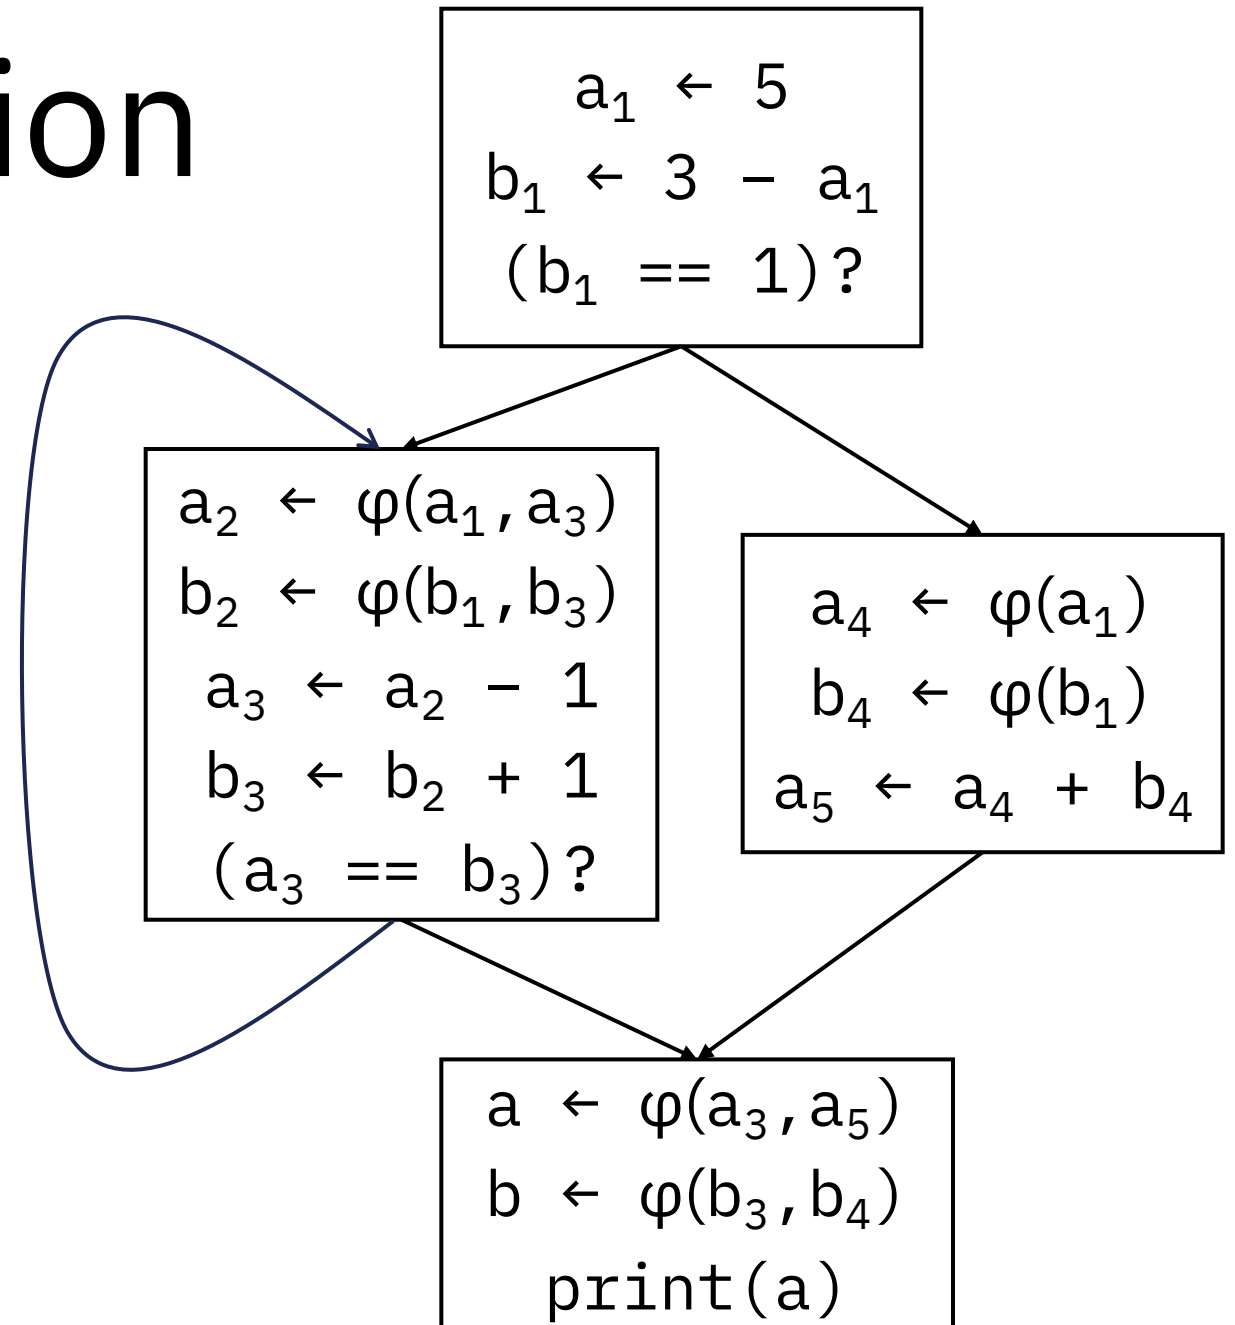 ion
a₁ ← 5
b₁ ← 3 − a₁
(b₁ == 1)?
a₂ ← φ(a₁,a₃)
b₂ ← φ(b₁,b₃)
a₃ ← a₂ − 1
b₃ ← b₂ + 1
(a₃ == b₃)?
a₄ ← φ(a₁)
b₄ ← φ(b₁)
a₅ ← a₄ + b₄
a ← φ(a₃,a₅)
b ← φ(b₃,b₄)
print(a)